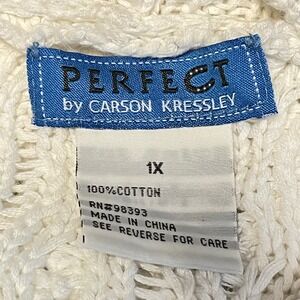 PERFECT
by CARSON KRESSLEY
1X
100%COTTON
RN#98393
MADE IN CHINA
SEE REVERSE FOR CARE